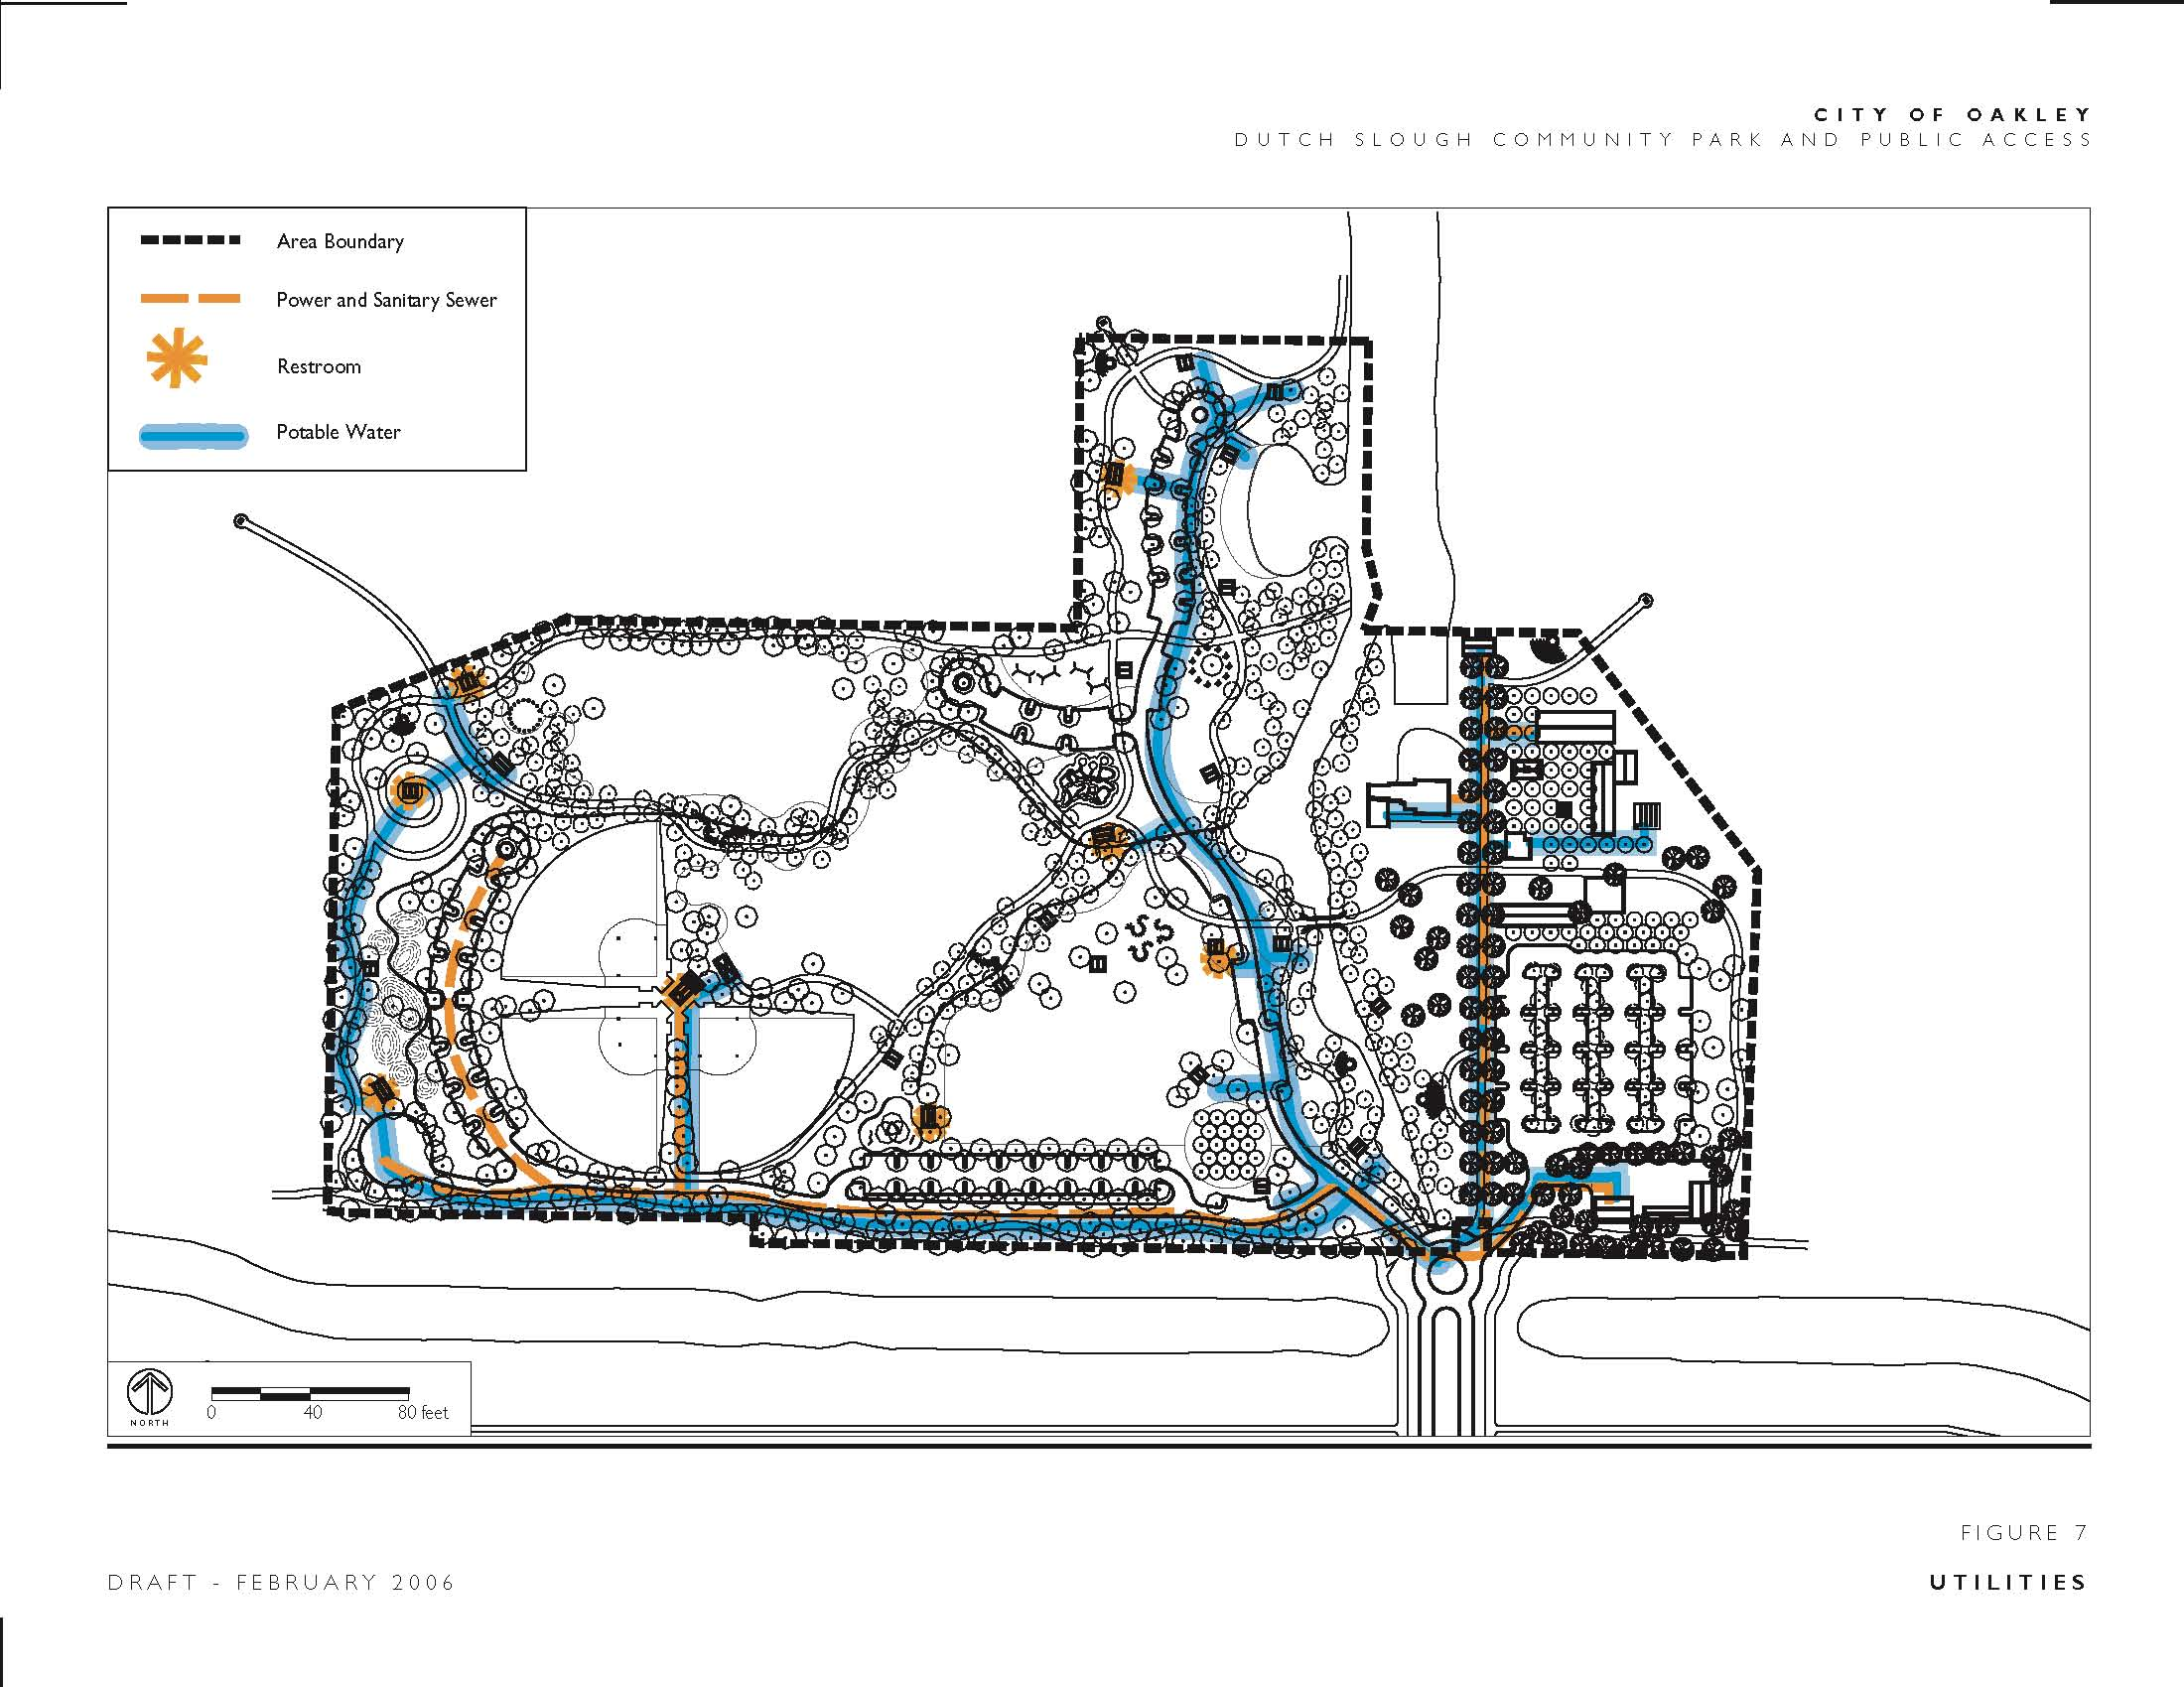 CITY OF OAKLEY
DUTCH SLOUGH COMMUNITY PARK AND PUBLIC ACCESS
Area Boundary
Power and Sanitary Sewer
Restroom
Potable Water
NORTH
0 40 80 feet
FIGURE 7
DRAFT - FEBRUARY 2006
UTILITIES